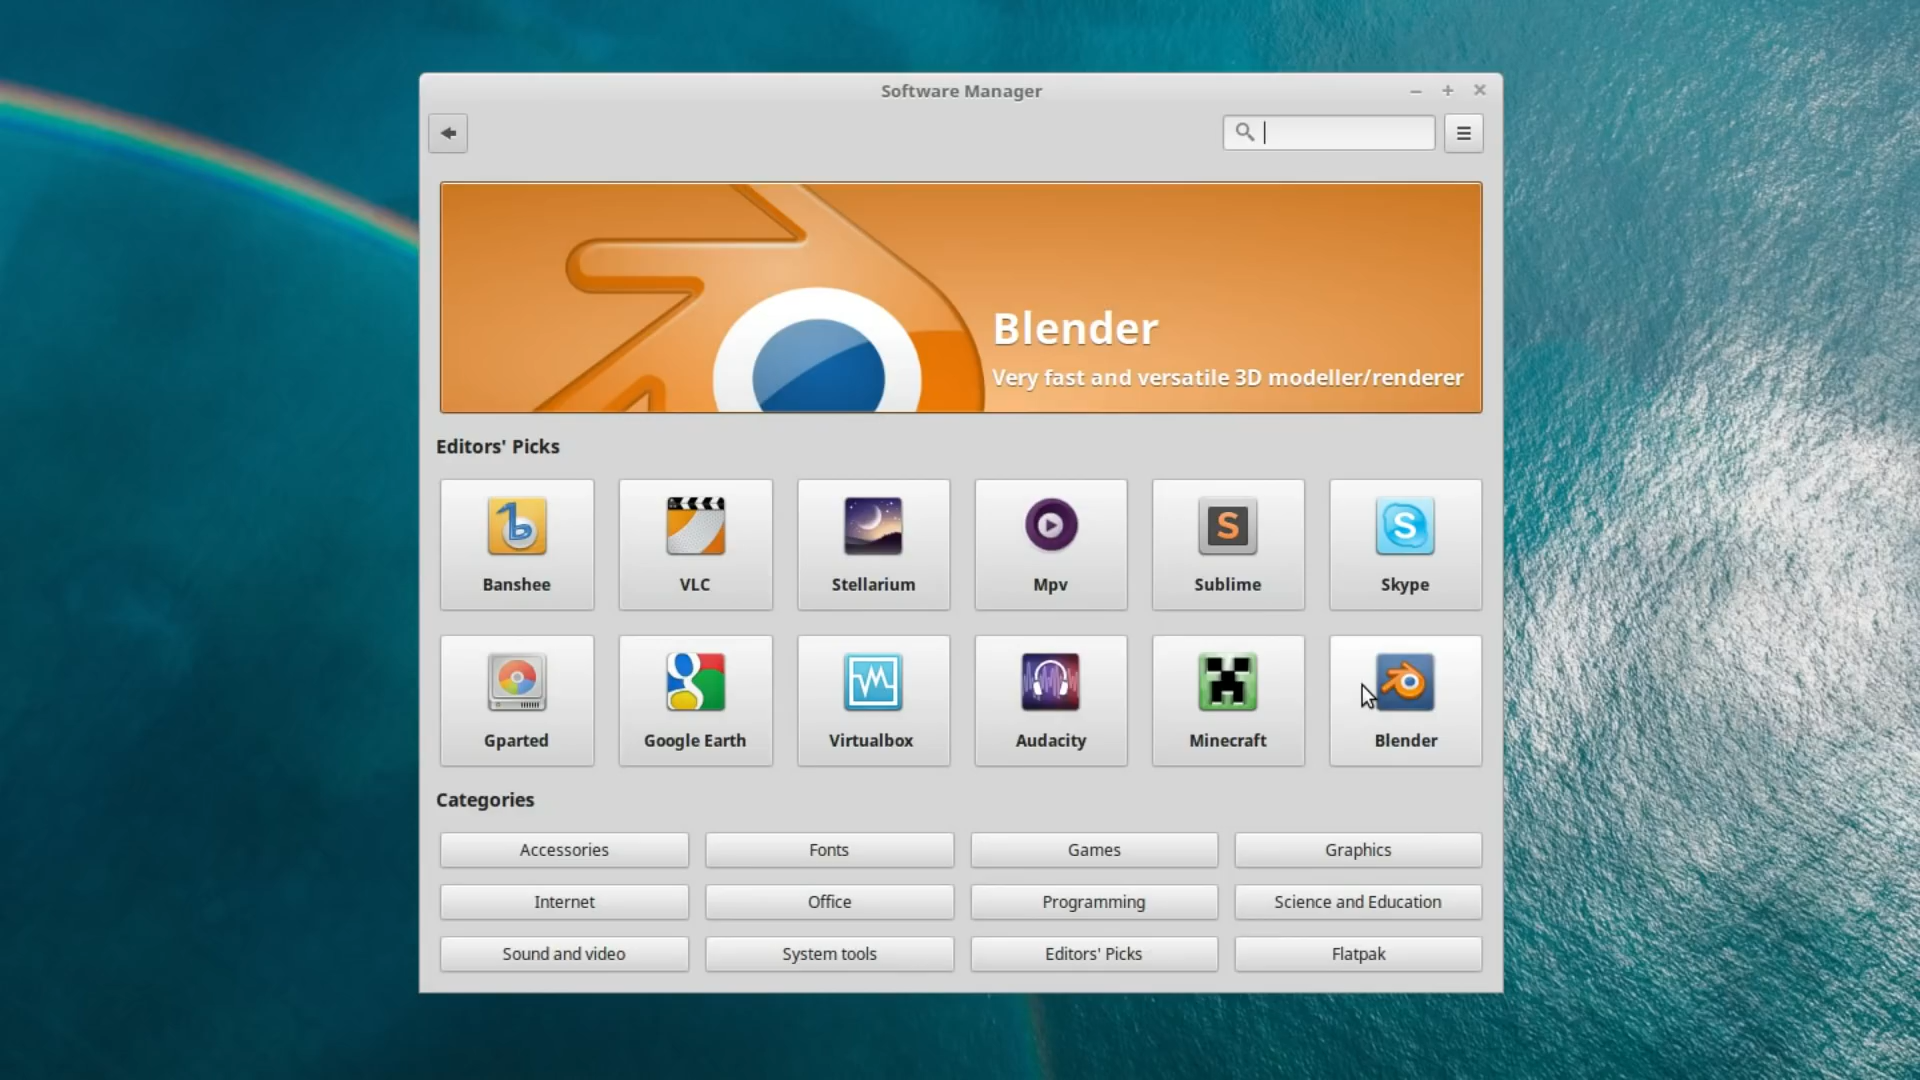 Software Manager
Blender
Very fast and versatile 3D modeller/renderer
Editors' Picks
Banshee
VLC
Stellarium
Mpv
Sublime
Skype
Gparted
Google Earth
Virtualbox
Audacity
Minecraft
Blender
Categories
Accessories
Fonts
Games
Graphics
Internet
Office
Programming
Science and Education
Sound and video
System tools
Editors' Picks
Flatpak